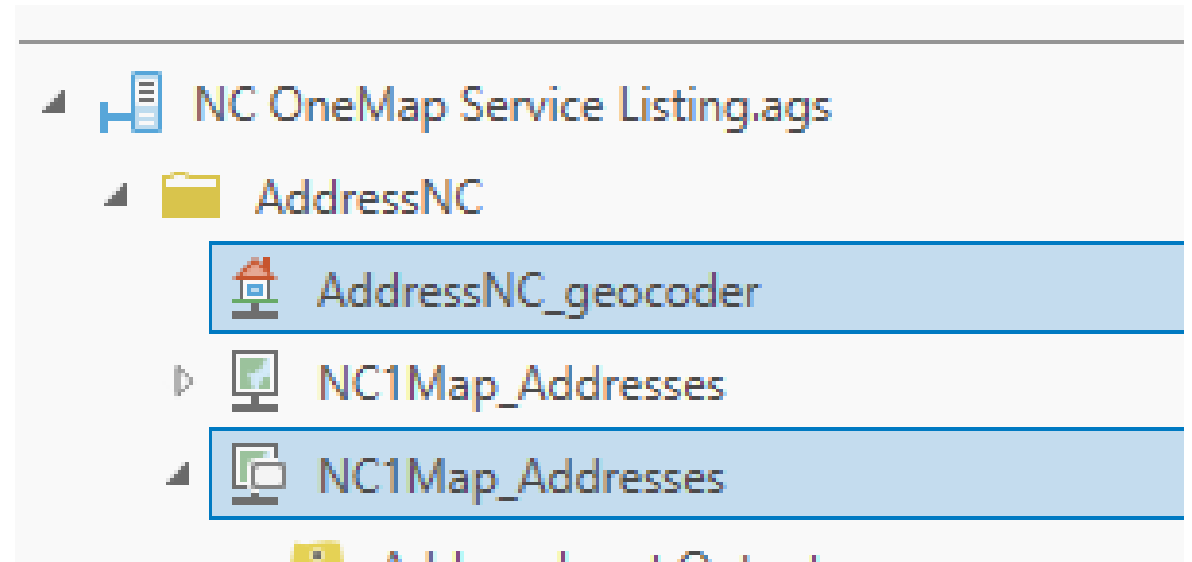 NC OneMap Service Listing.ags
AddressNC
AddressNC_geocoder
NC1Map_Addresses
NC1Map_Addresses